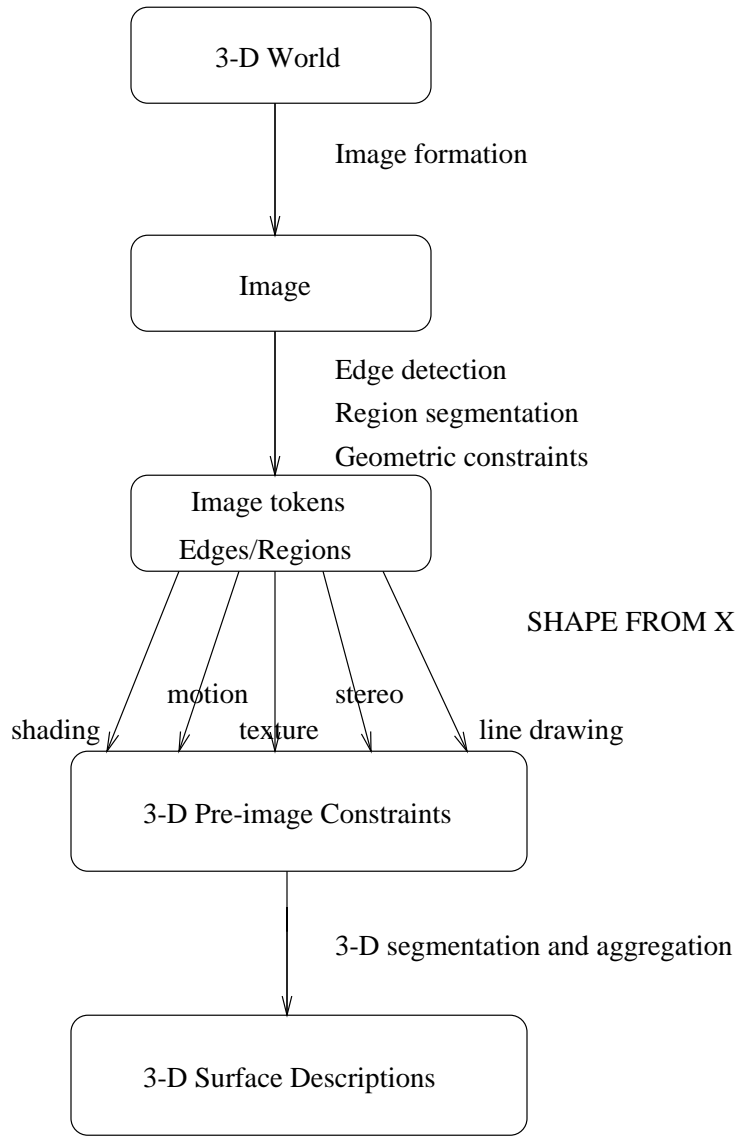 3-D World
Image formation
Image
Edge detection
Region segmentation
Geometric constraints
Image tokens
Edges/Regions
SHAPE FROM X
motion
stereo
shading
texture
line drawing
3-D Pre-image Constraints
3-D segmentation and aggregation
3-D Surface Descriptions